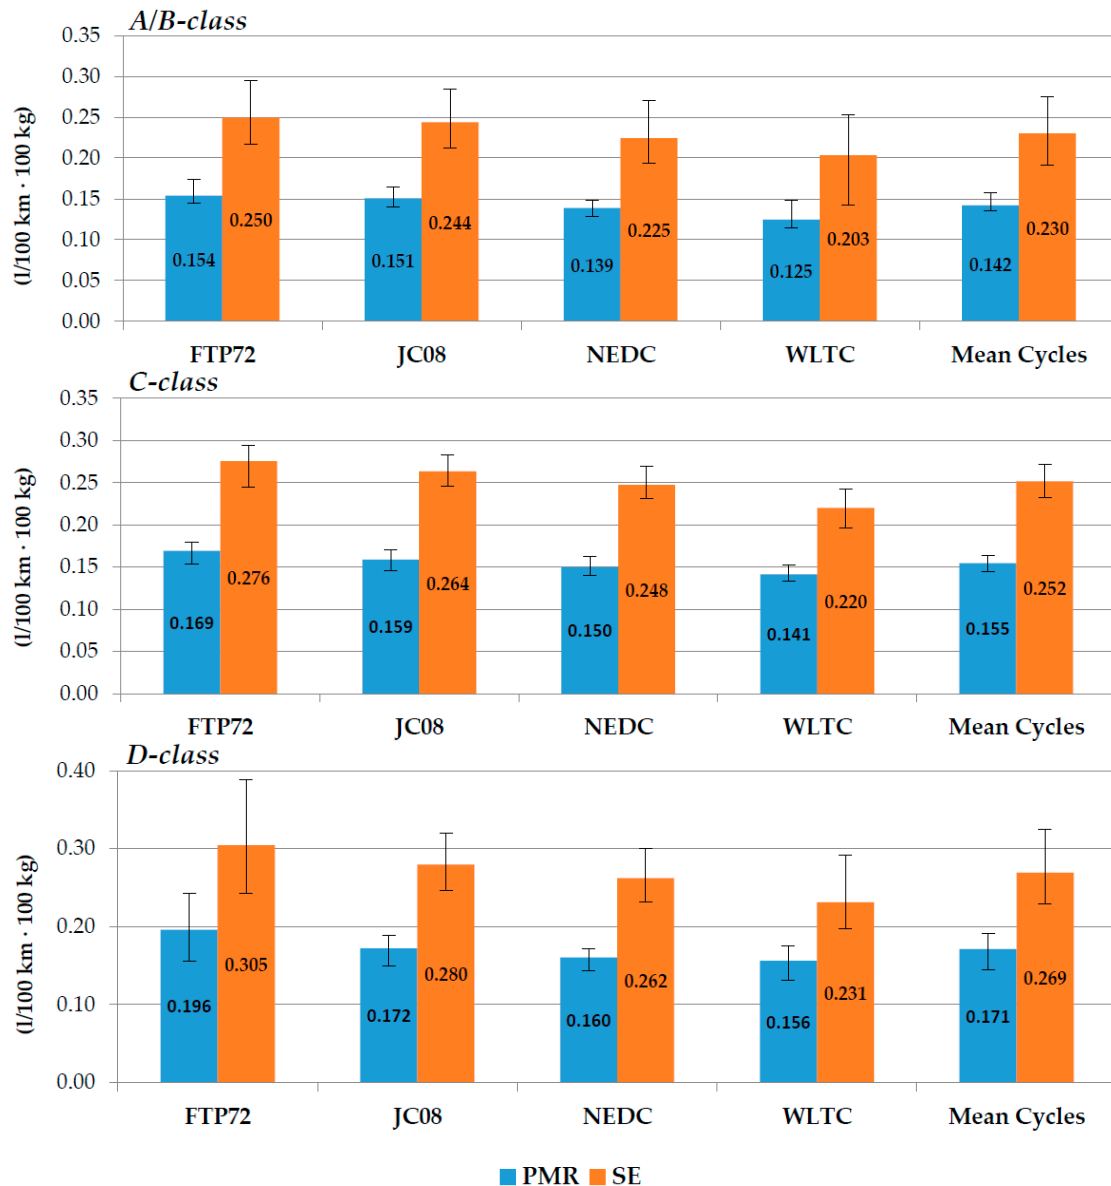 A/B-class
(l/100 km · 100 kg)
0.35
0.30
0.25
0.20
0.15
0.10
0.05
0.00
0.154 0.250 0.151 0.244 0.139 0.225 0.125 0.203 0.142 0.230
FTP72 JC08 NEDC WLTC Mean Cycles
C-class
(l/100 km · 100 kg)
0.35
0.30
0.25
0.20
0.15
0.10
0.05
0.00
0.169 0.276 0.159 0.264 0.150 0.248 0.141 0.220 0.155 0.252
FTP72 JC08 NEDC WLTC Mean Cycles
D-class
(l/100 km · 100 kg)
0.40
0.30
0.20
0.10
0.00
0.196 0.305 0.172 0.280 0.160 0.262 0.156 0.231 0.171 0.269
FTP72 JC08 NEDC WLTC Mean Cycles
PMR SE